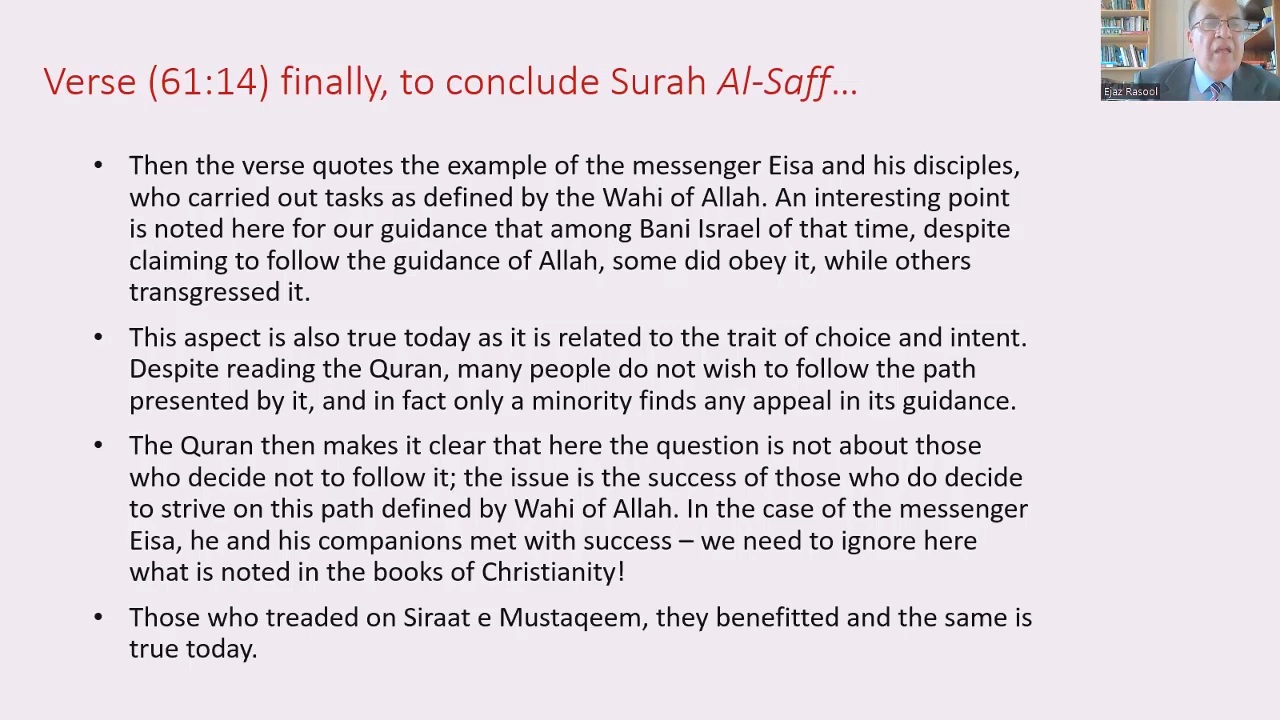 Verse (61:14) finally, to conclude Surah Al-Saff...
Ejaz Rasool
• Then the verse quotes the example of the messenger Eisa and his disciples,
who carried out tasks as defined by the Wahi of Allah. An interesting point
is noted here for our guidance that among Bani Israel of that time, despite
claiming to follow the guidance of Allah, some did obey it, while others
transgressed it.
• This aspect is also true today as it is related to the trait of choice and intent.
Despite reading the Quran, many people do not wish to follow the path
presented by it, and in fact only a minority finds any appeal in its guidance.
• The Quran then makes it clear that here the question is not about those
who decide not to follow it; the issue is the success of those who do decide
to strive on this path defined by Wahi of Allah. In the case of the messenger
Eisa, he and his companions met with success – we need to ignore here
what is noted in the books of Christianity!
• Those who treaded on Siraat e Mustaqeem, they benefitted and the same is
true today.